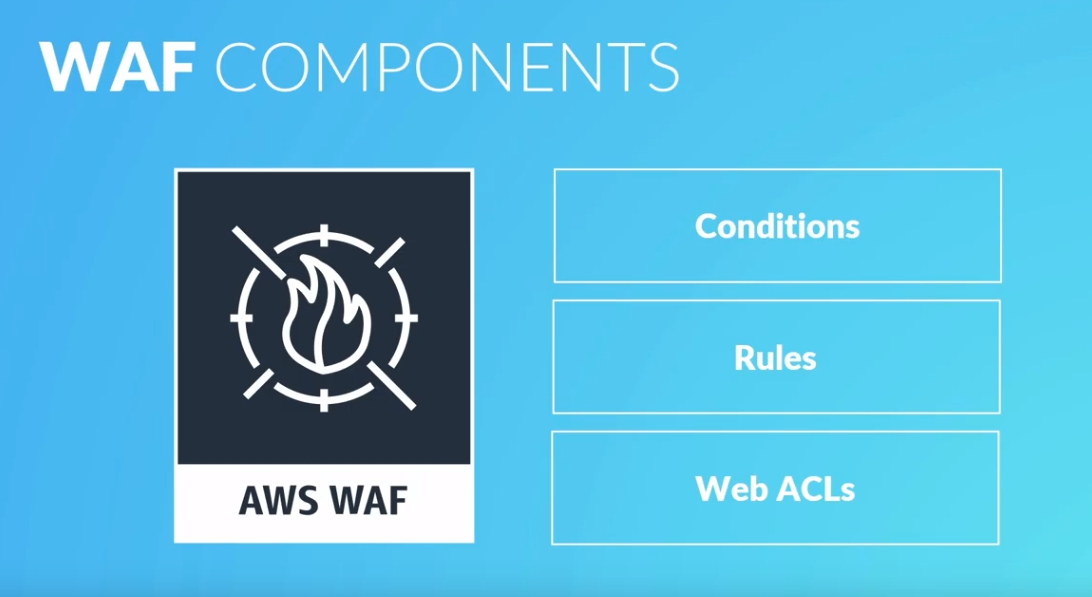 WAF COMPONENTS
Conditions
Rules
AWS WAF
Web ACLs